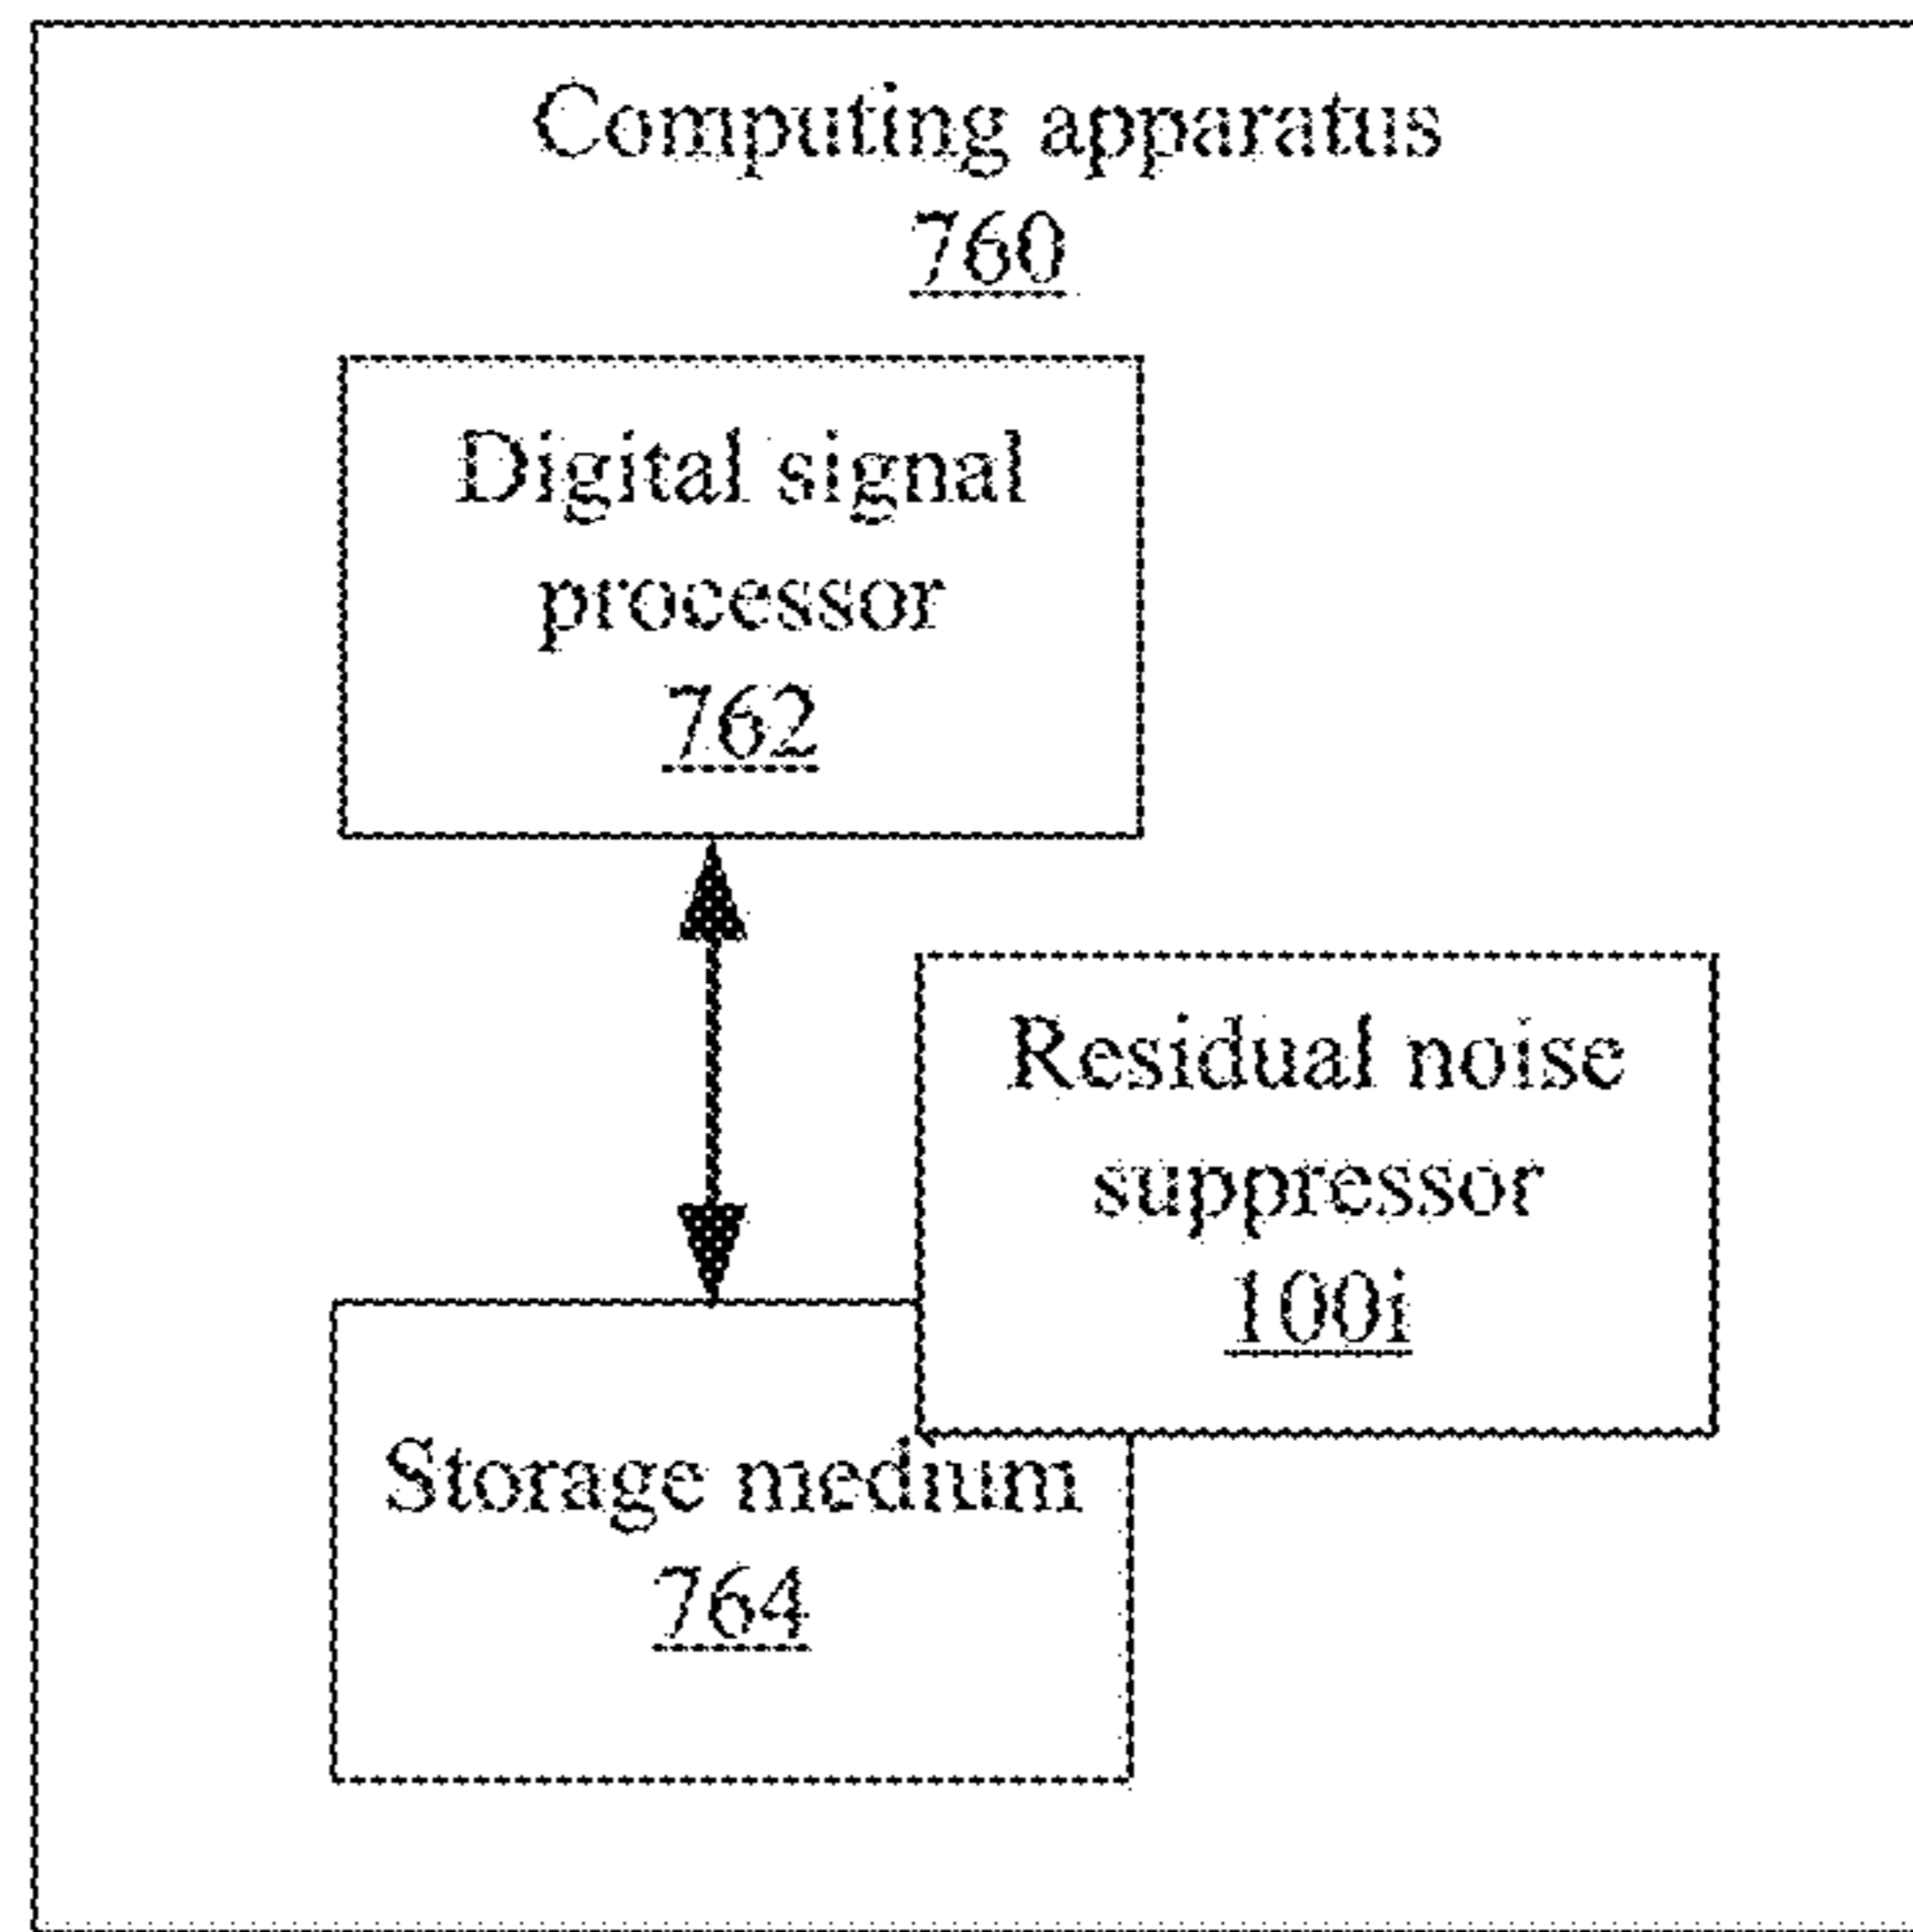 Computing apparatus
760
Digital signal
processor
762
Residual noise
suppressor
100i
Storage medium
764